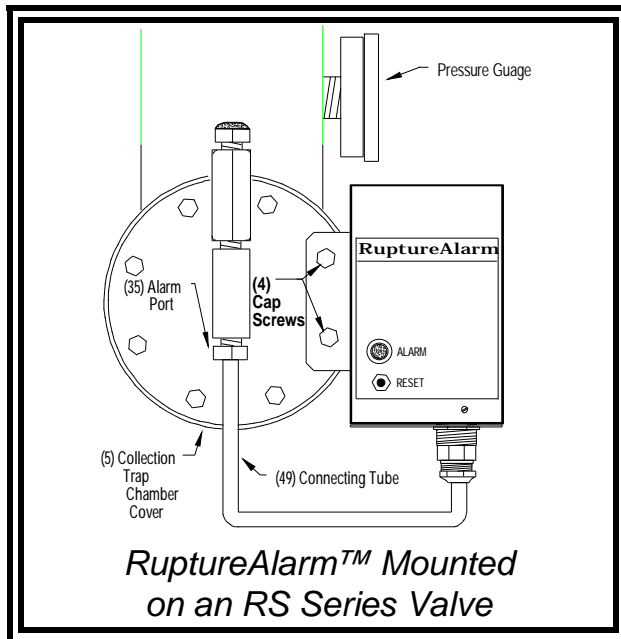 Pressure Guage
RuptureAlarm
(35) Alarm
Port
(4)
Cap
Screws
ALARM
RESET
(5) Collection
Trap
Chamber
Cover
(49) Connecting Tube
RuptureAlarm™ Mounted
on an RS Series Valve